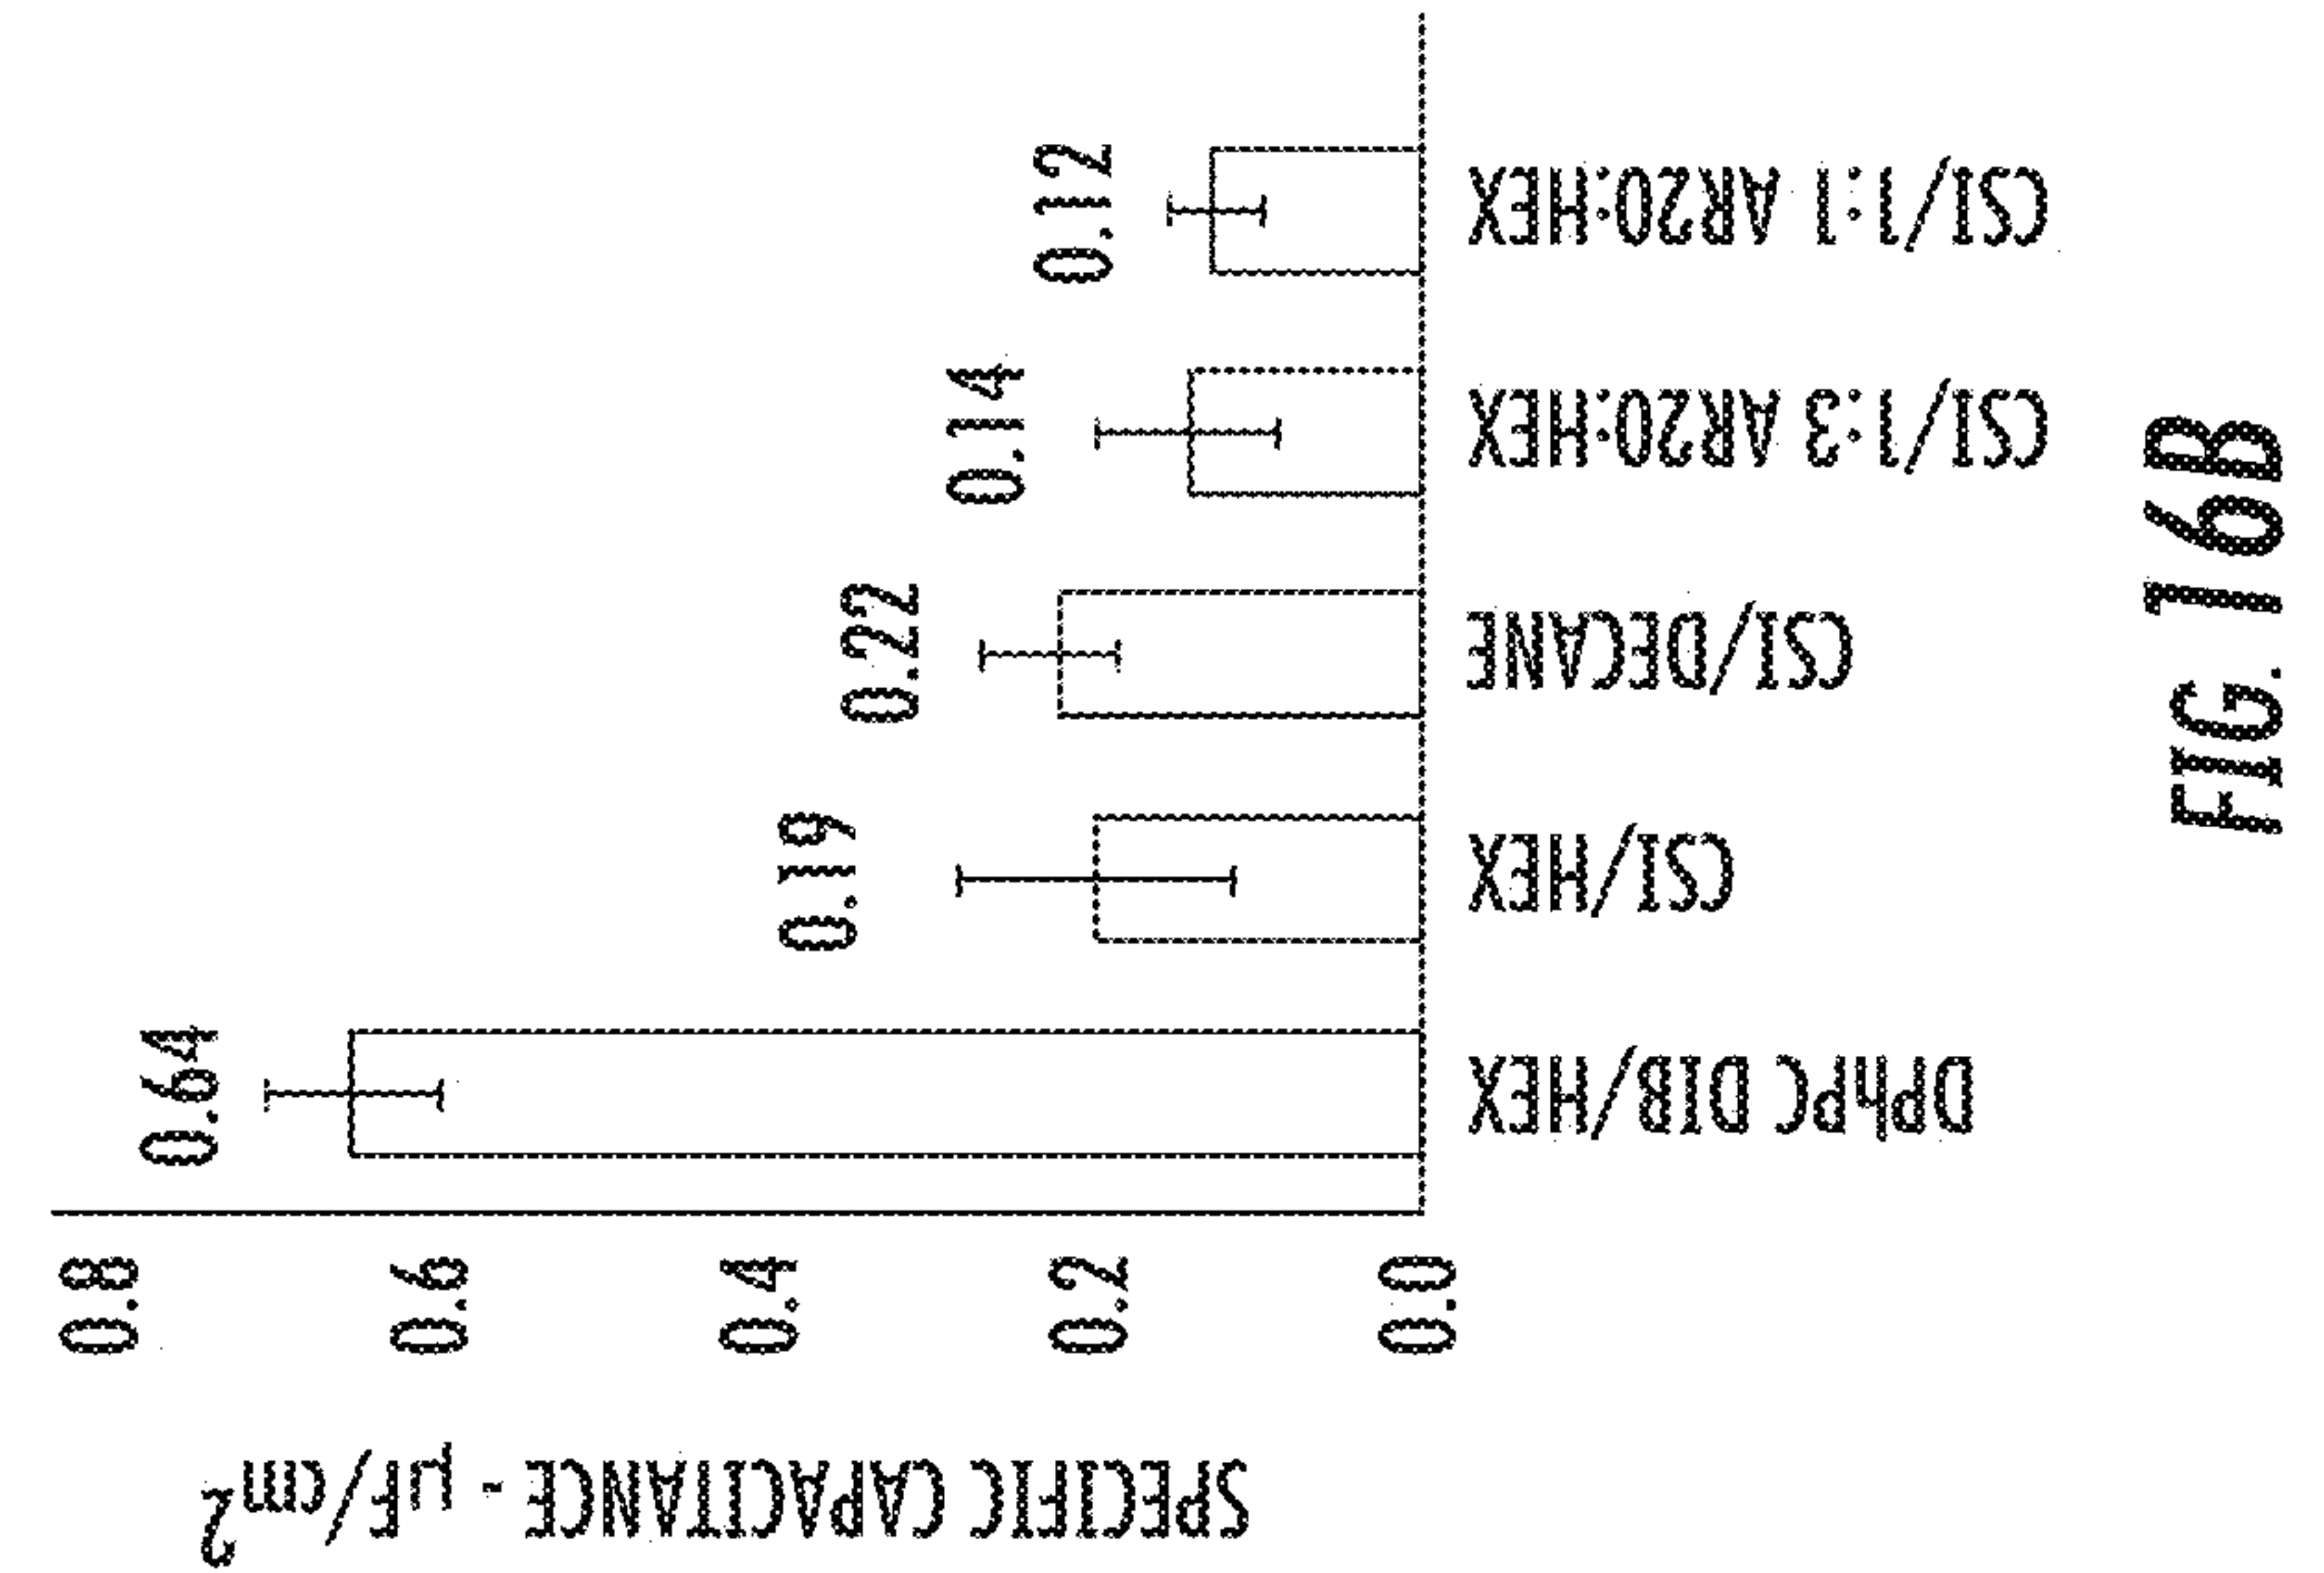 SPECIFIC CAPACITANCE - µF/cm²
0.8
0.6
0.4
0.2
0.0
0.64
0.19
0.22
0.14
0.12
DPhPC DIB/HEX
CSI/HEX
CSI/DECANE
CSI/1:3 AR20:HEX
CSI/1:1 AR20:HEX
FIG. 16B